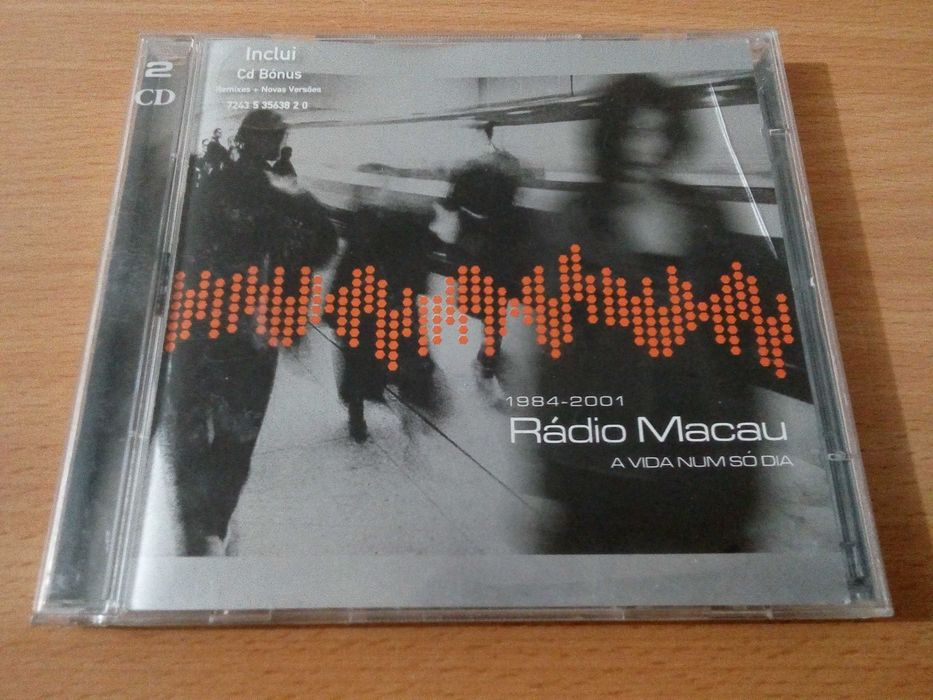 2
CD
Inclui
Cd Bónus
Remixes + Novas Versões
7243 5 35638 2 0
1984-2001
Rádio Macau
A VIDA NUM SÓ DIA